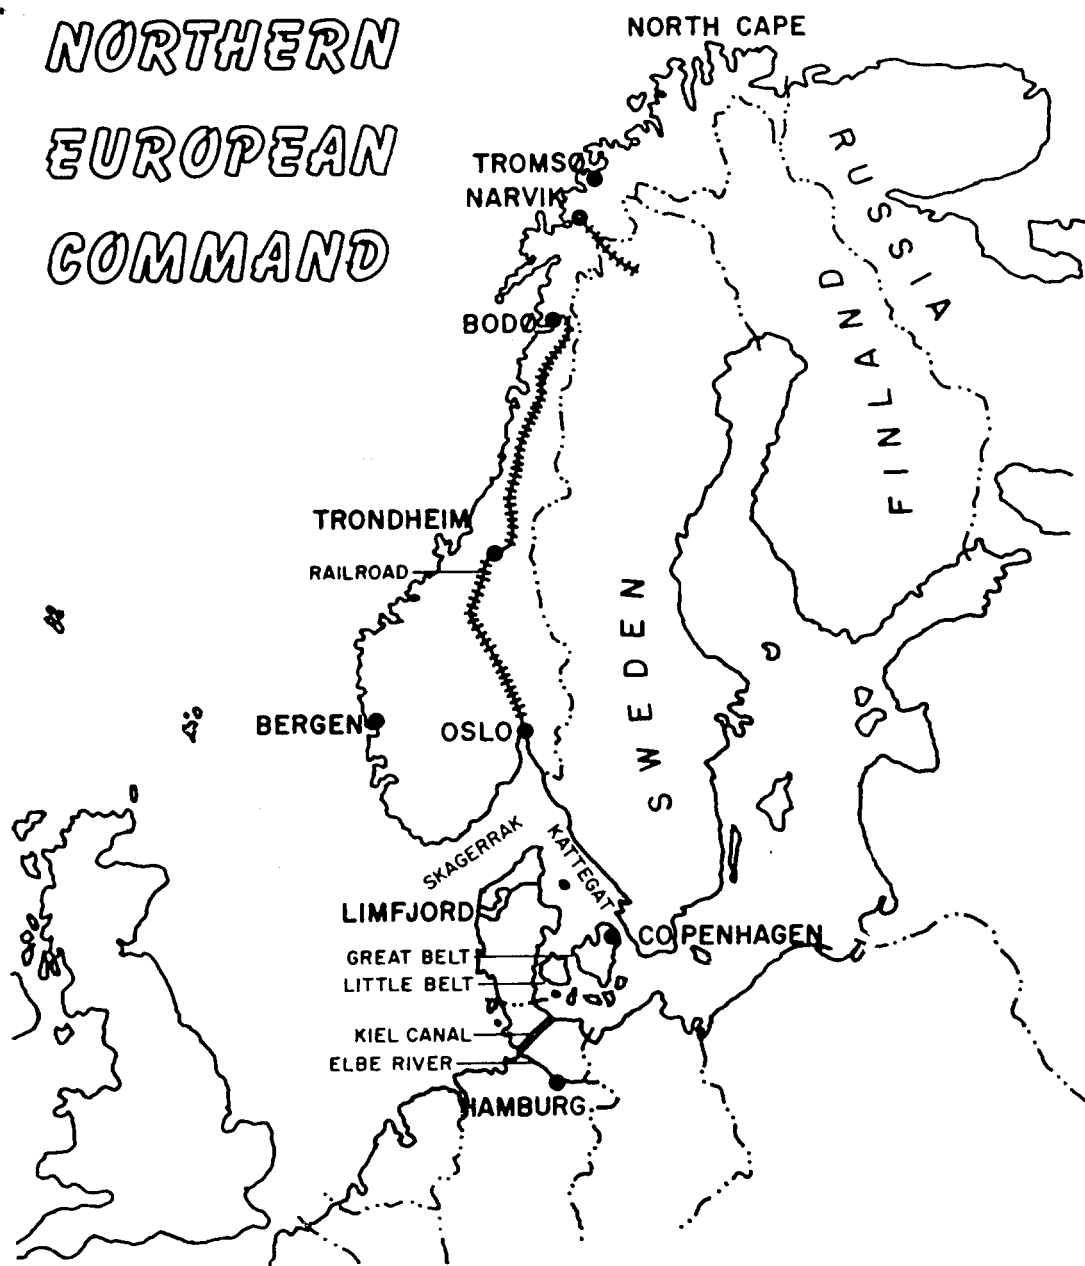 NORTHERN
EUROPEAN
COMMAND
NORTH CAPE
TROMSØ
NARVIK
RUSSIA
FINLAND
BODØ
TRONDHEIM
RAILROAD
SWEDEN
BERGEN
OSLO
SKAGERRAK
KATTEGAT
LIMFJORD
COPENHAGEN
GREAT BELT
LITTLE BELT
KIEL CANAL
ELBE RIVER
HAMBURG